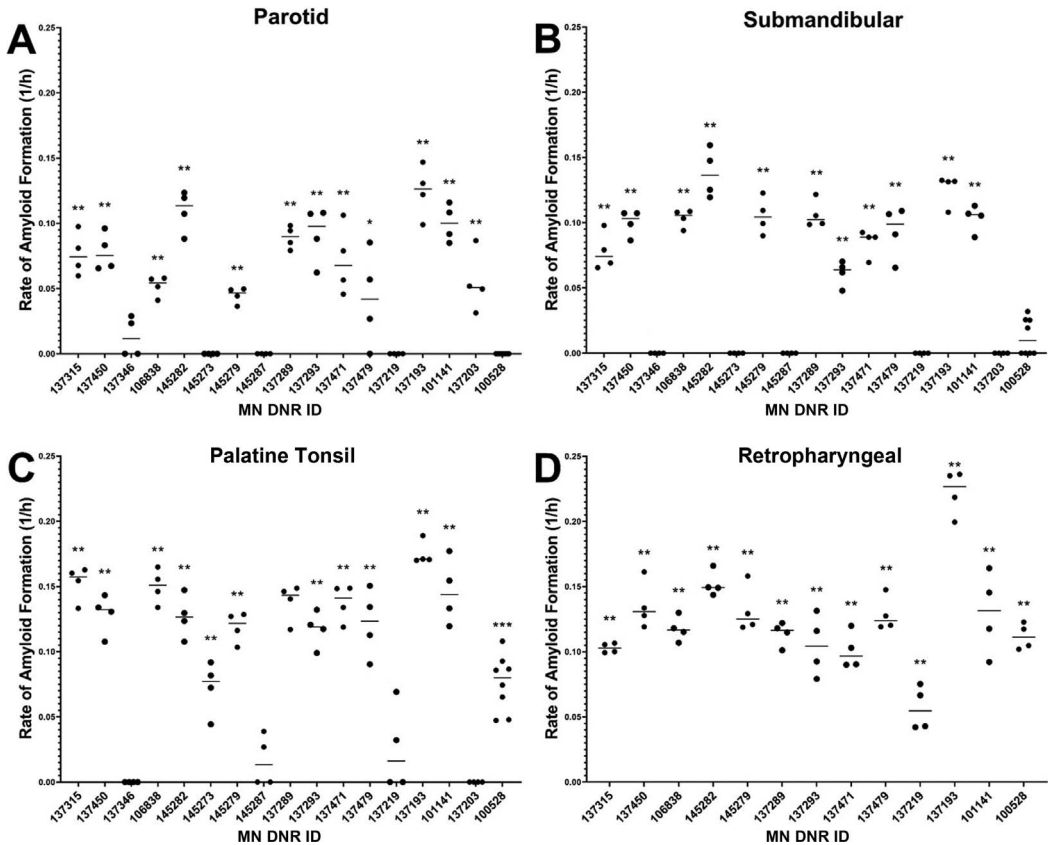 A
Parotid
Rate of Amyloid Formation (1/h)
0.25
0.20
0.15
0.10
0.05
0.00
** ** ** ** ** ** ** ** * ** ** **
137315 137450 137346 106838 145282 145273 145279 145287 137289 137293 137471 137479 137219 137193 101141 137203 100528
MN DNR ID
B
Submandibular
Rate of Amyloid Formation (1/h)
0.25
0.20
0.15
0.10
0.05
0.00
** ** ** ** ** ** ** ** ** ** **
137315 137450 137346 106838 145282 145273 145279 145287 137289 137293 137471 137479 137219 137193 101141 137203 100528
MN DNR ID
C
Palatine Tonsil
Rate of Amyloid Formation (1/h)
0.25
0.20
0.15
0.10
0.05
0.00
** ** ** ** ** ** ** ** ** ** ** ***
137315 137450 137346 106838 145282 145273 145279 145287 137289 137293 137471 137479 137219 137193 101141 137203 100528
MN DNR ID
D
Retropharyngeal
Rate of Amyloid Formation (1/h)
0.25
0.20
0.15
0.10
0.05
0.00
** ** ** ** ** ** ** ** ** ** ** ** **
137315 137450 106838 145282 145279 137289 137293 137471 137479 137219 137193 101141 100528
MN DNR ID